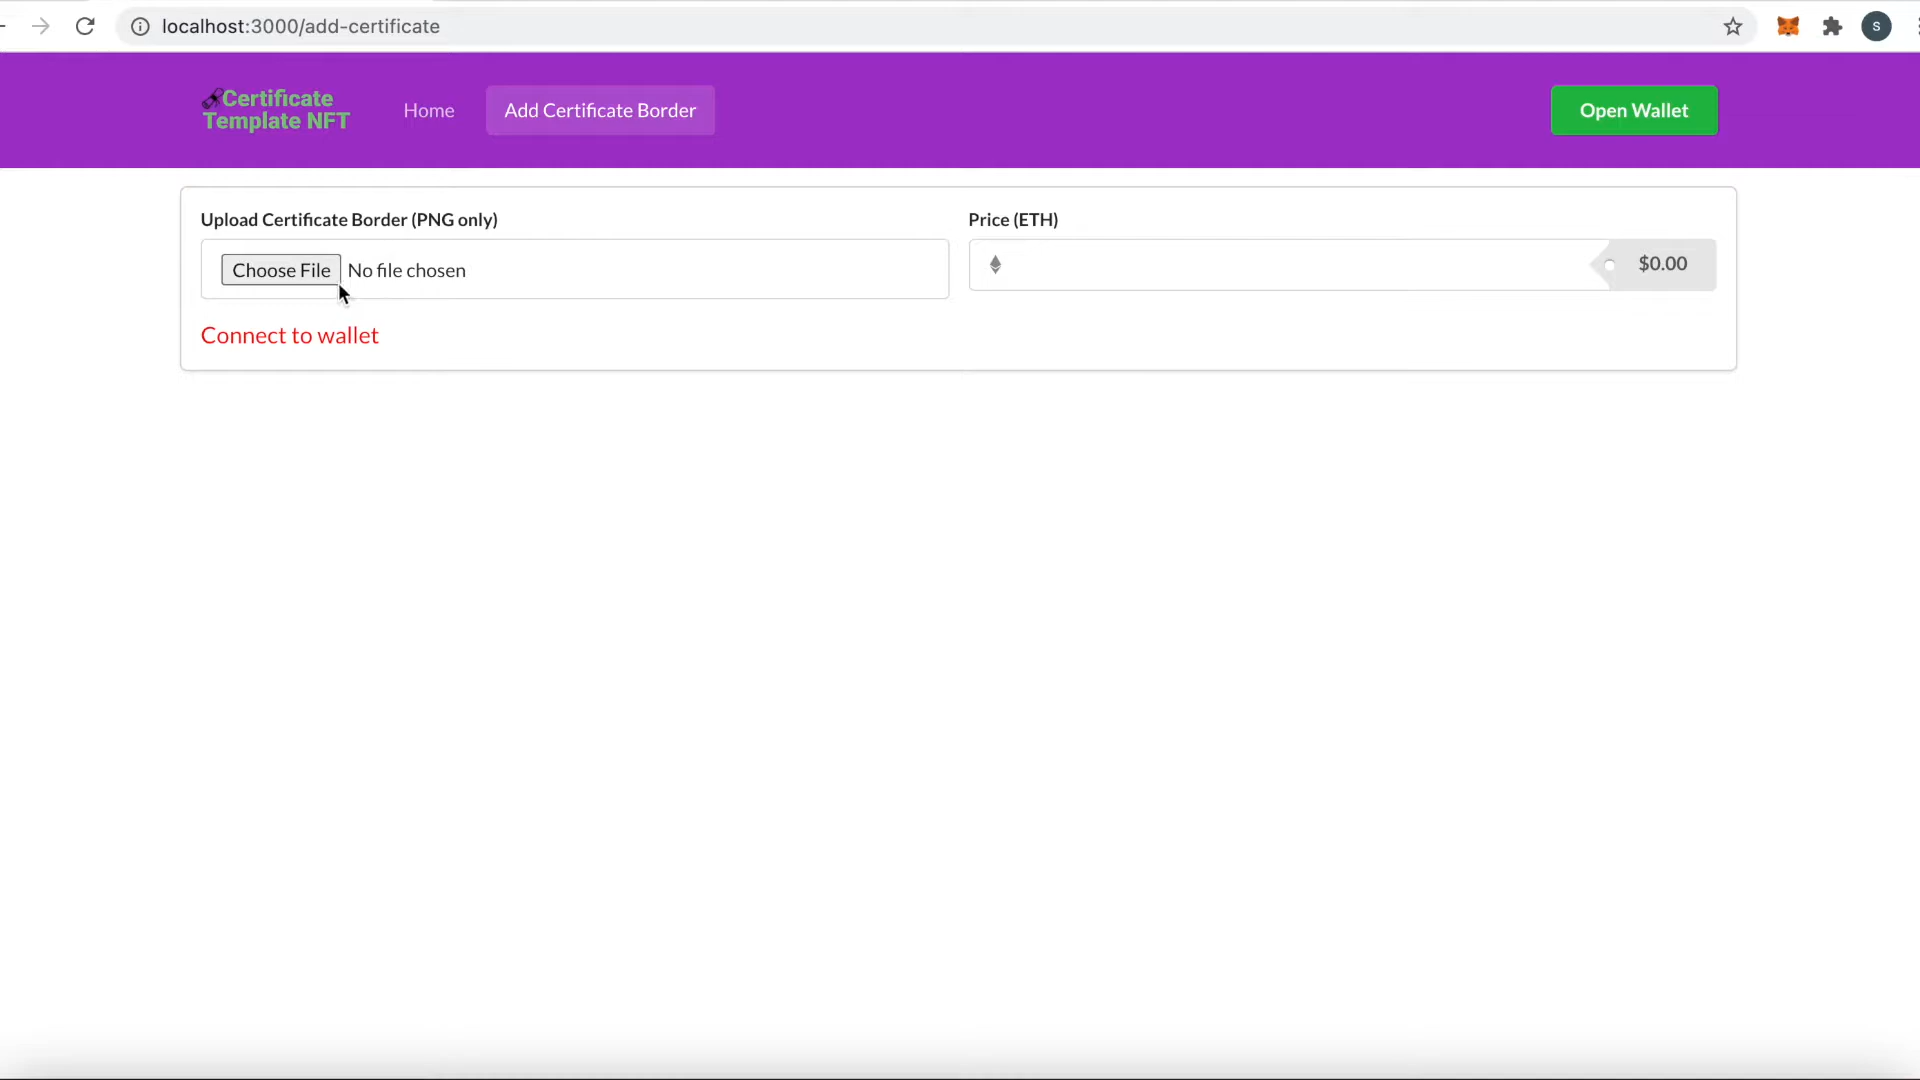 localhost:3000/add-certificate
S
Certificate
Template NFT
Home
Add Certificate Border
Open Wallet
Upload Certificate Border (PNG only)
Price (ETH)
Choose File
No file chosen
$0.00
Connect to wallet